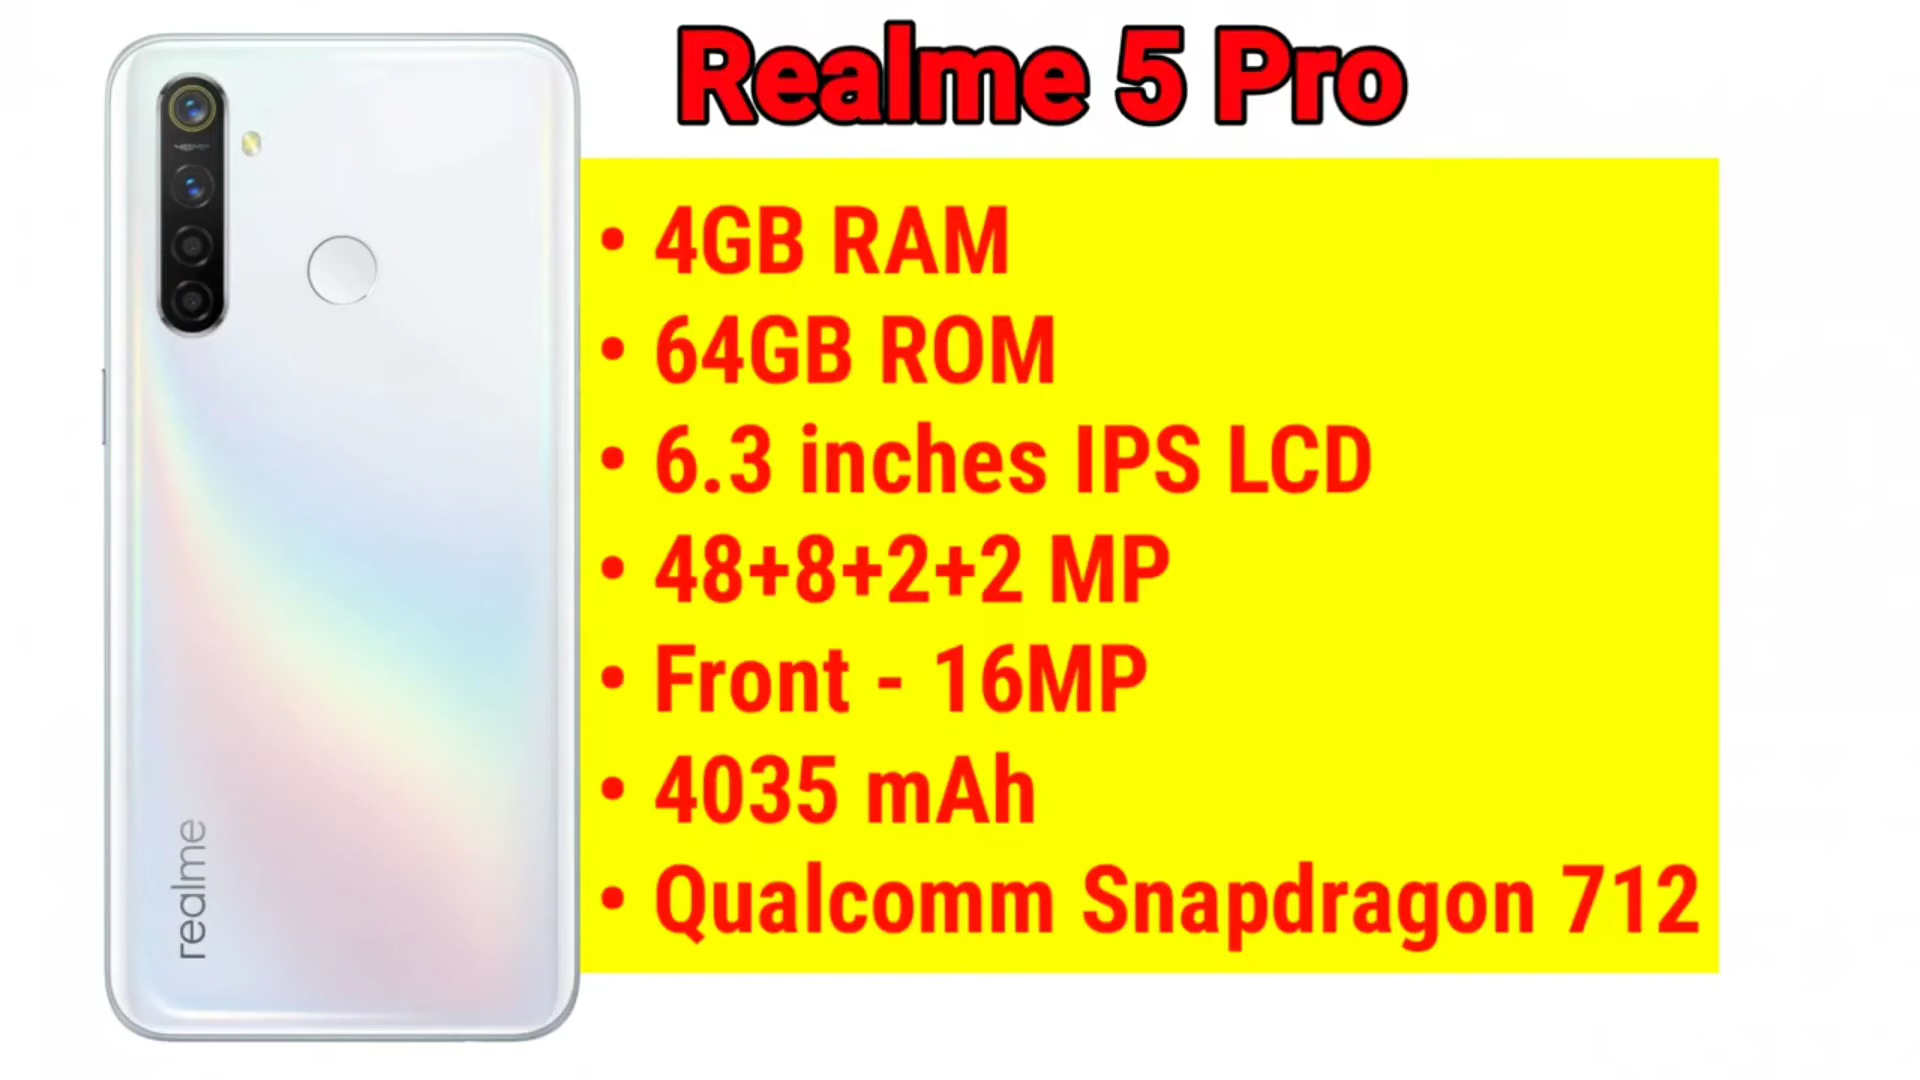 Realme 5 Pro
48MP
• 4GB RAM
• 64GB ROM
• 6.3 inches IPS LCD
• 48+8+2+2 MP
• Front - 16MP
• 4035 mAh
• Qualcomm Snapdragon 712
realme